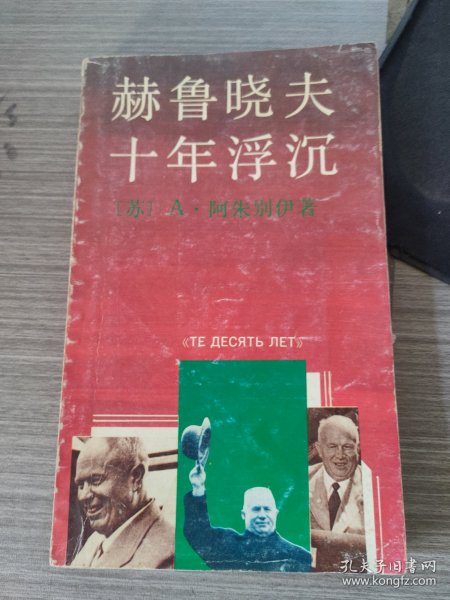 赫鲁晓夫
十年浮沉
〔苏〕A·阿朱别伊著
《ТЕ ДЕСЯТЬ ЛЕТ》
孔夫子旧书网
www.kongfz.com